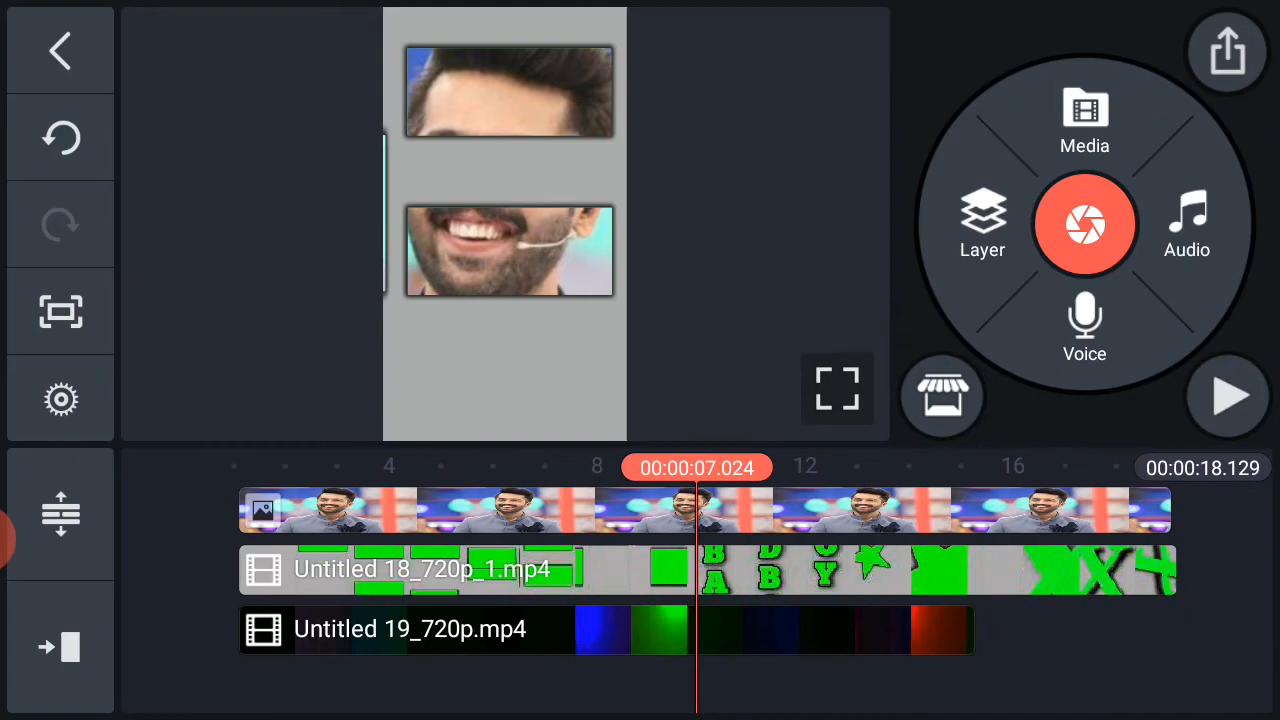 Media
Layer
Audio
Voice
4
8
00:00:07.024
12
16
00:00:18.129
Untitled 18_720p_1.mp4
B
A
D
B
Y
X
Untitled 19_720p.mp4